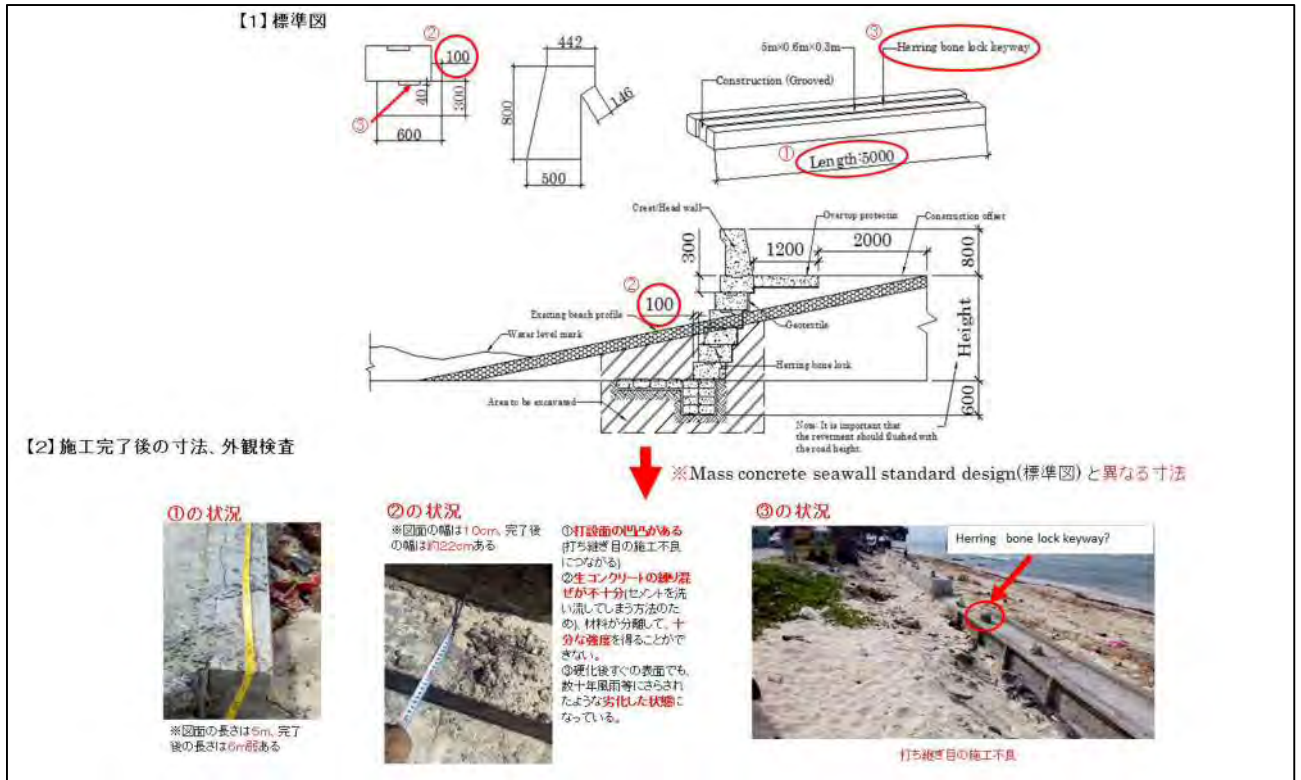 【1】標準図
②
100
40
300
③
600
442
146
800
500
③
5m×0.6m×0.3m
Herring bone lock keyway
Construction (Grooved)
①
Length:5000
Crest/Head wall
Overtop protectin
Construction offset
300
1200
2000
800
②
100
Existing beach profile
Geotextile
Water level mark
Height
Herring bone lock
Area to be excavated
600
Note: It is important that
the reverment should flushed with
the road height.
【2】施工完了後の寸法、外観検査
※Mass concrete seawall standard design(標準図) と異なる寸法
①の状況
※図面の長さは5m、完了
後の長さは6m弱ある
②の状況
※図面の幅は10cm、完了後
の幅は約22cmある
①打設面の凹凸がある
(打ち継ぎ目の施工不良
につながる)
②生コンクリートの練り混
ぜが不十分(セメントを洗
い流してしまう方法のた
め)、材料が分離して、十
分な強度を得ることがで
きない。
③硬化後すぐの表面でも、
数十年風雨等にさらされ
たような劣化した状態に
なっている。
③の状況
Herring bone lock keyway?
打ち継ぎ目の施工不良